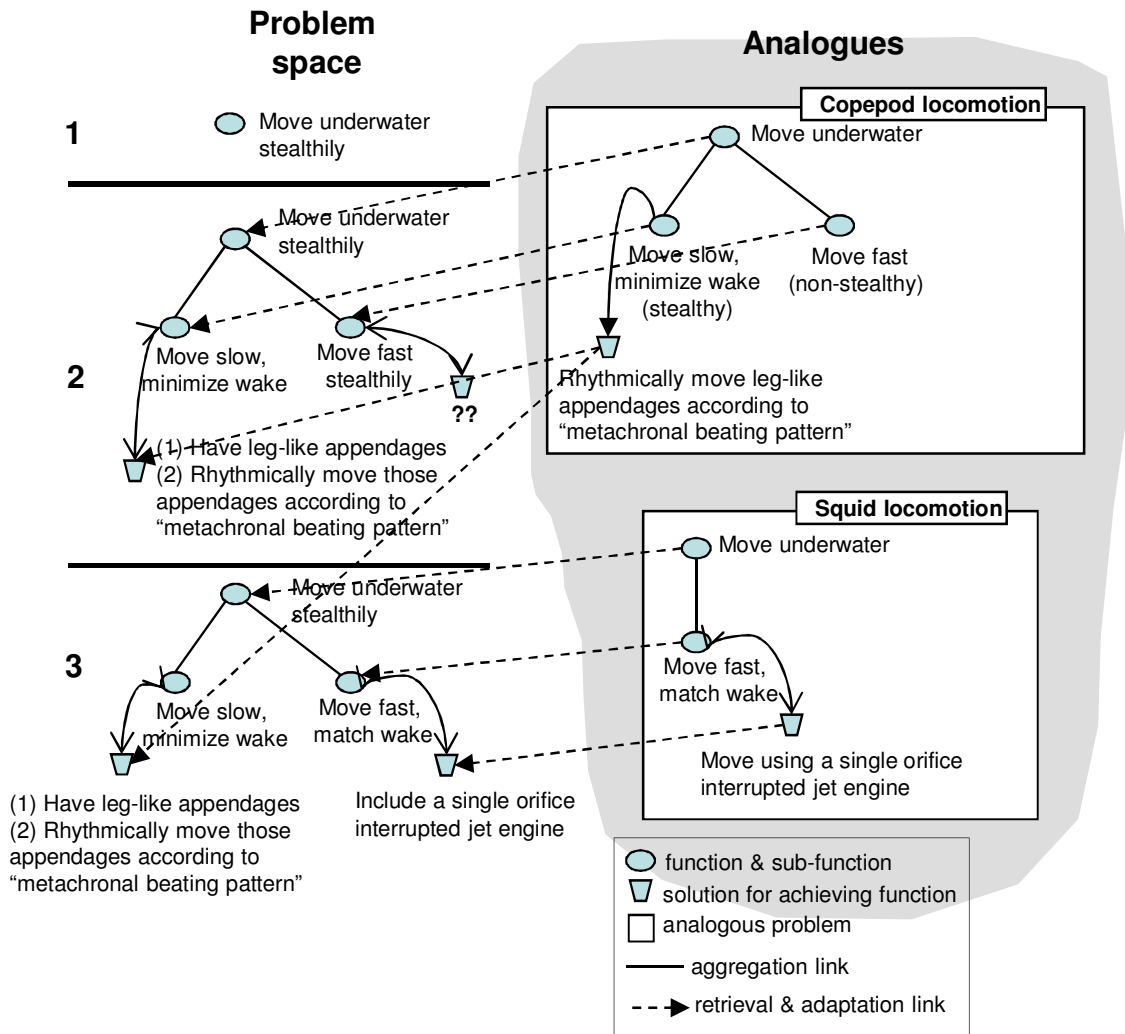 Problem
space
Analogues
1
Move underwater
stealthily
2
Move underwater
stealthily
Move slow,
minimize wake
Move fast
stealthily
??
(1) Have leg-like appendages
(2) Rhythmically move those
appendages according to
“metachronal beating pattern”
3
Move underwater
stealthily
Move slow,
minimize wake
Move fast,
match wake
(1) Have leg-like appendages
(2) Rhythmically move those
appendages according to
“metachronal beating pattern”
Include a single orifice
interrupted jet engine
Copepod locomotion
Move underwater
Move slow,
minimize wake
(stealthy)
Move fast
(non-stealthy)
Rhythmically move leg-like
appendages according to
“metachronal beating pattern”
Squid locomotion
Move underwater
Move fast,
match wake
Move using a single orifice
interrupted jet engine
function & sub-function
solution for achieving function
analogous problem
aggregation link
retrieval & adaptation link